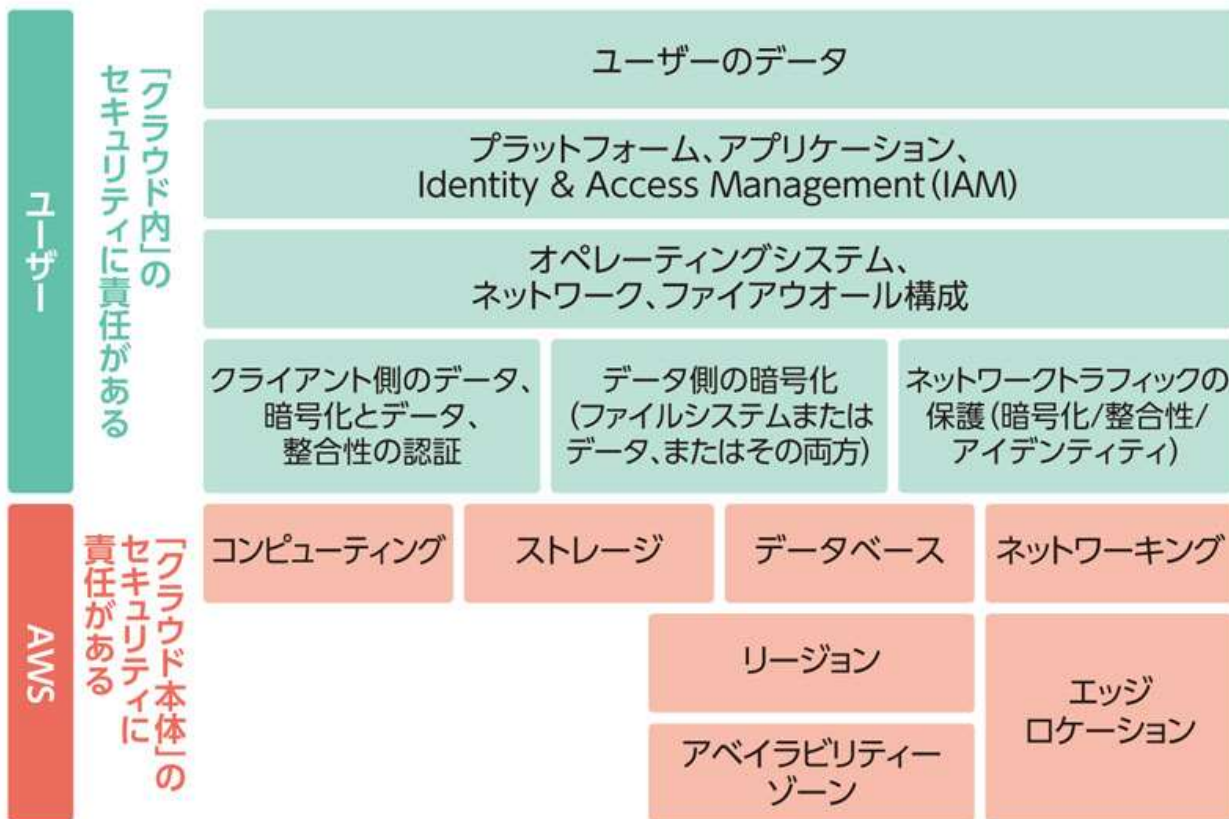 ユーザー
「クラウド内」の
セキュリティに責任がある
ユーザーのデータ
プラットフォーム、アプリケーション、
Identity & Access Management(IAM)
オペレーティングシステム、
ネットワーク、ファイアウオール構成
クライアント側のデータ、
暗号化とデータ、
整合性の認証
データ側の暗号化
(ファイルシステムまたは
データ、またはその両方)
ネットワークトラフィックの
保護(暗号化/整合性/
アイデンティティ)
AWS
「クラウド本体」の
セキュリティに
責任がある
コンピューティング
ストレージ
データベース
ネットワーキング
リージョン
アベイラビリティー
ゾーン
エッジ
ロケーション